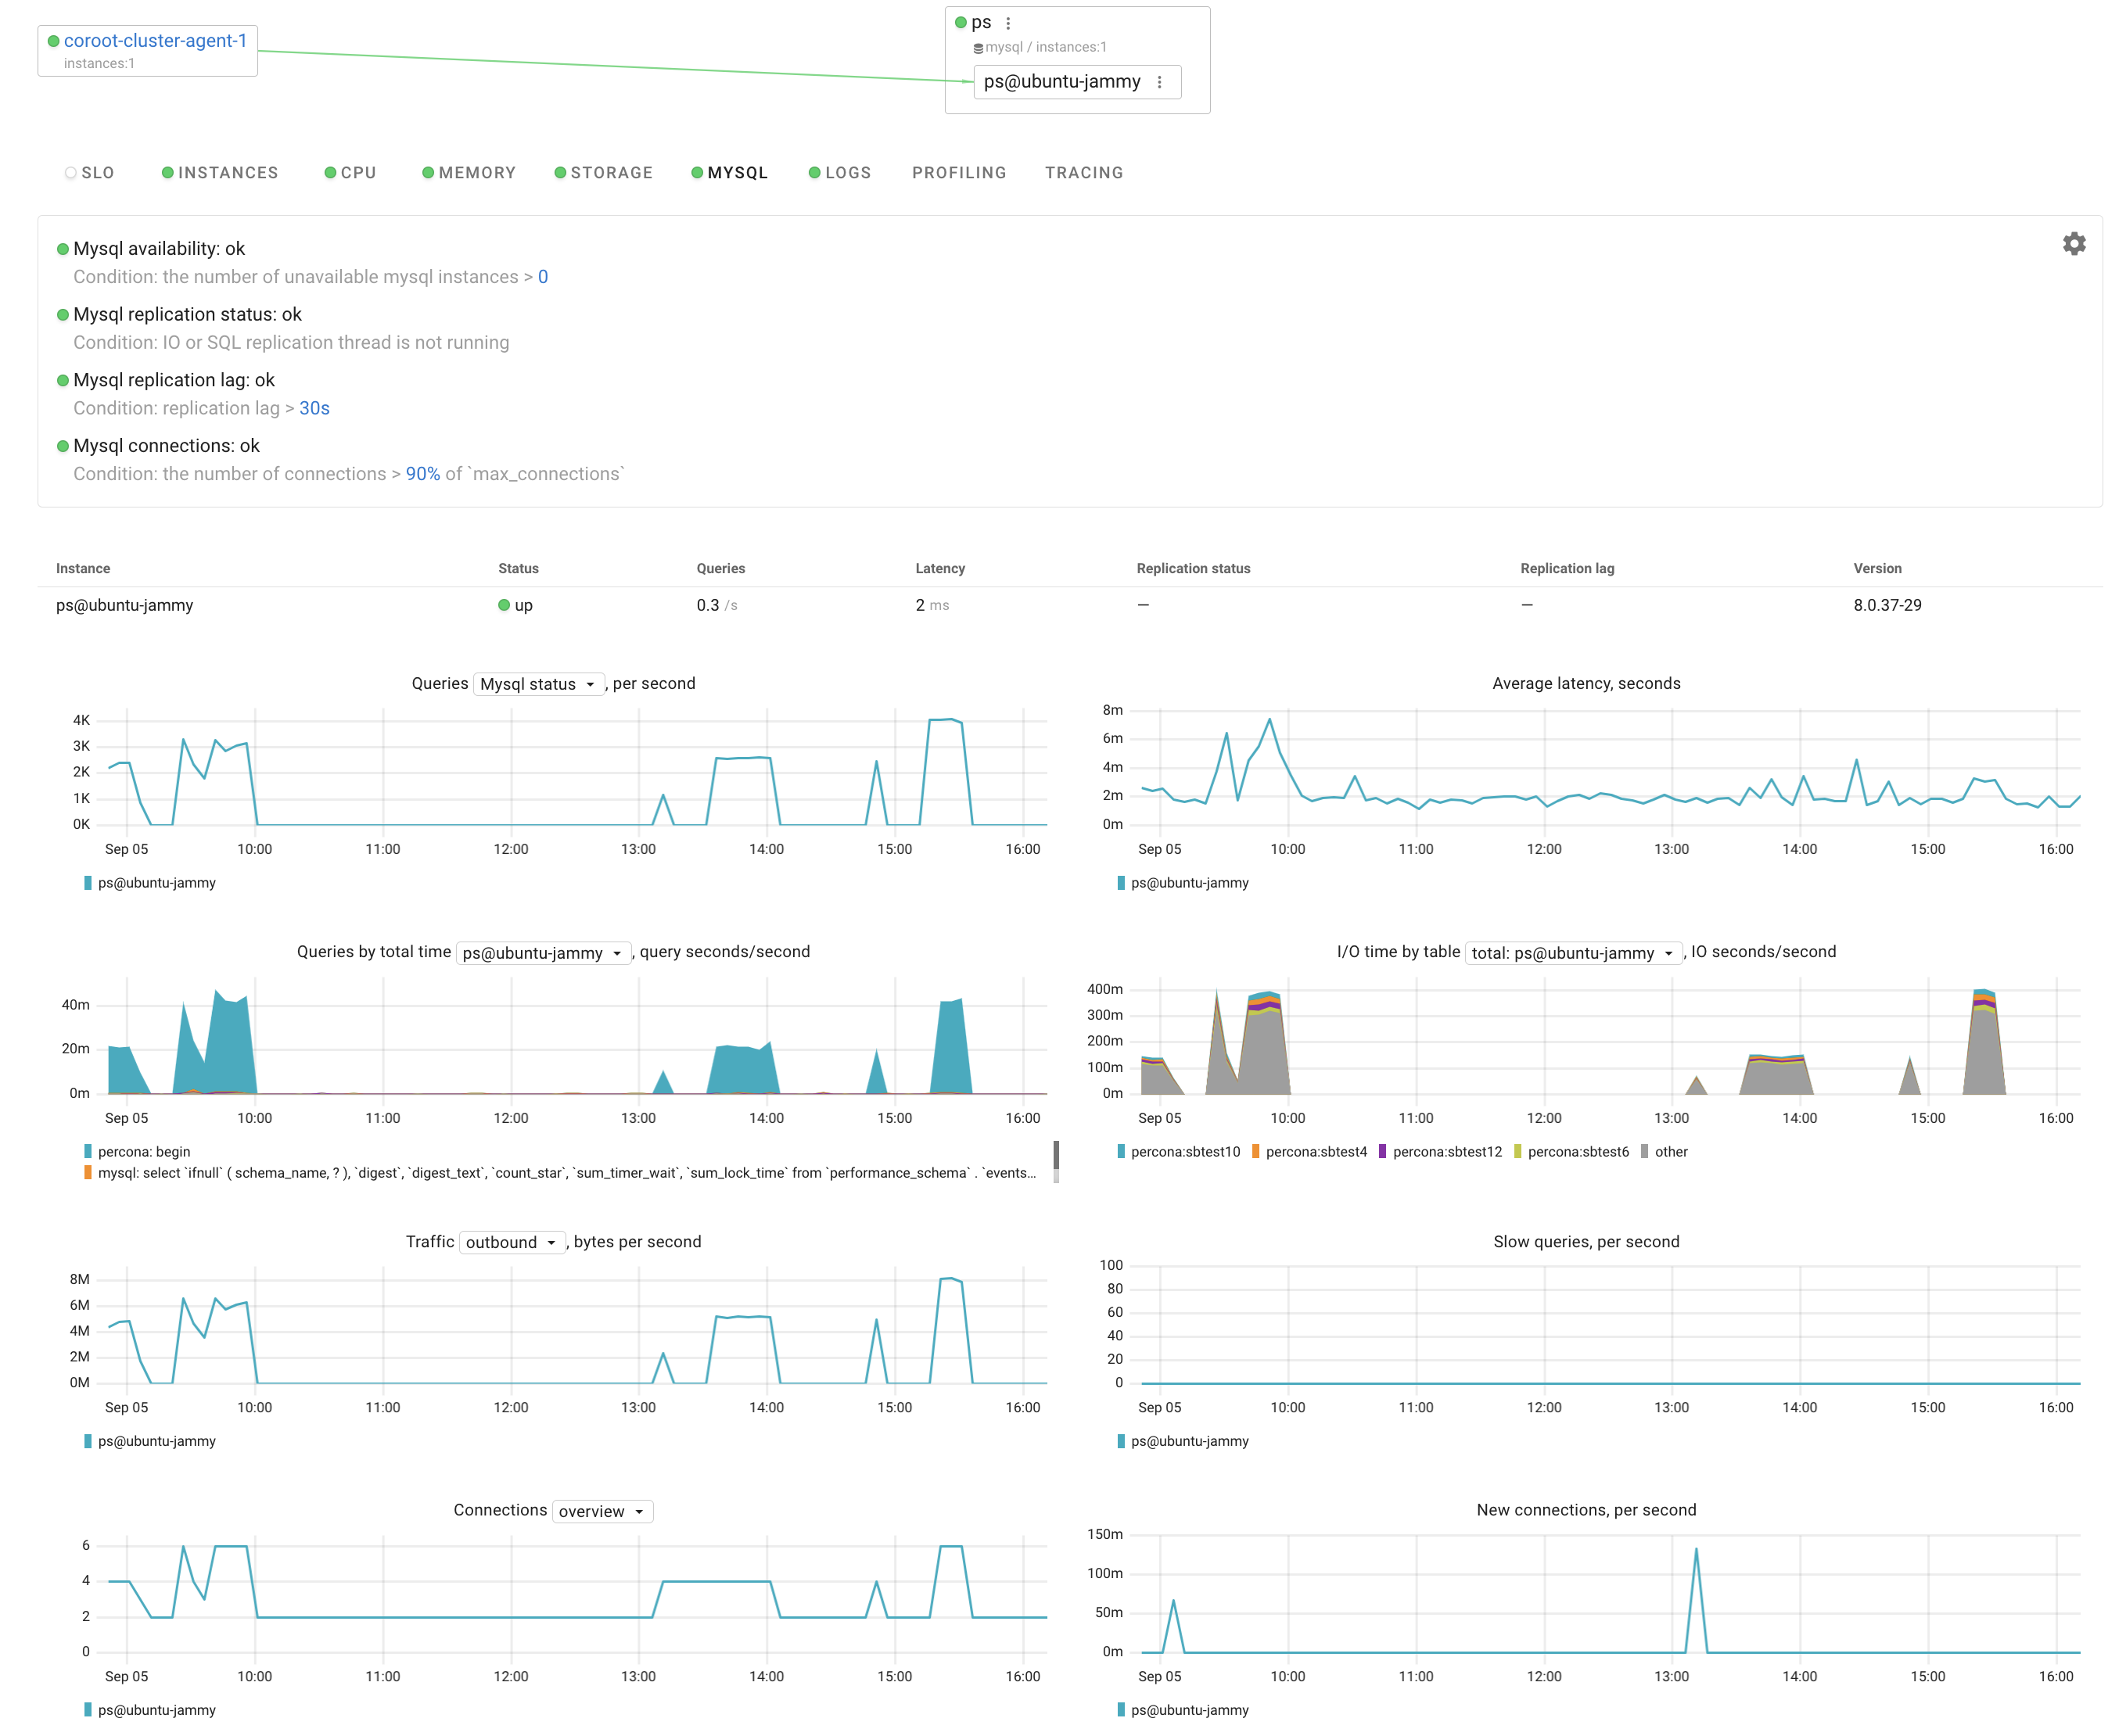 coroot-cluster-agent-1
instances:1
ps
mysql / instances:1
ps@ubuntu-jammy
SLO INSTANCES CPU MEMORY STORAGE MYSQL LOGS PROFILING TRACING
Mysql availability: ok
Condition: the number of unavailable mysql instances > 0
Mysql replication status: ok
Condition: IO or SQL replication thread is not running
Mysql replication lag: ok
Condition: replication lag > 30s
Mysql connections: ok
Condition: the number of connections > 90% of `max_connections`
Instance Status Queries Latency Replication status Replication lag Version
ps@ubuntu-jammy up 0.3 /s 2 ms — — 8.0.37-29
Queries Mysql status , per second
4K
3K
2K
1K
0K
Sep 05 10:00 11:00 12:00 13:00 14:00 15:00 16:00
ps@ubuntu-jammy
Average latency, seconds
8m
6m
4m
2m
0m
Sep 05 10:00 11:00 12:00 13:00 14:00 15:00 16:00
ps@ubuntu-jammy
Queries by total time ps@ubuntu-jammy , query seconds/second
40m
20m
0m
Sep 05 10:00 11:00 12:00 13:00 14:00 15:00 16:00
percona: begin
mysql: select `ifnull` ( schema_name, ? ), `digest`, `digest_text`, `count_star`, `sum_timer_wait`, `sum_lock_time` from `performance_schema` . `events...
I/O time by table total: ps@ubuntu-jammy , IO seconds/second
400m
300m
200m
100m
0m
Sep 05 10:00 11:00 12:00 13:00 14:00 15:00 16:00
percona:sbtest10 percona:sbtest4 percona:sbtest12 percona:sbtest6 other
Traffic outbound , bytes per second
8M
6M
4M
2M
0M
Sep 05 10:00 11:00 12:00 13:00 14:00 15:00 16:00
ps@ubuntu-jammy
Slow queries, per second
100
80
60
40
20
0
Sep 05 10:00 11:00 12:00 13:00 14:00 15:00 16:00
ps@ubuntu-jammy
Connections overview
6
4
2
0
Sep 05 10:00 11:00 12:00 13:00 14:00 15:00 16:00
ps@ubuntu-jammy
New connections, per second
150m
100m
50m
0m
Sep 05 10:00 11:00 12:00 13:00 14:00 15:00 16:00
ps@ubuntu-jammy